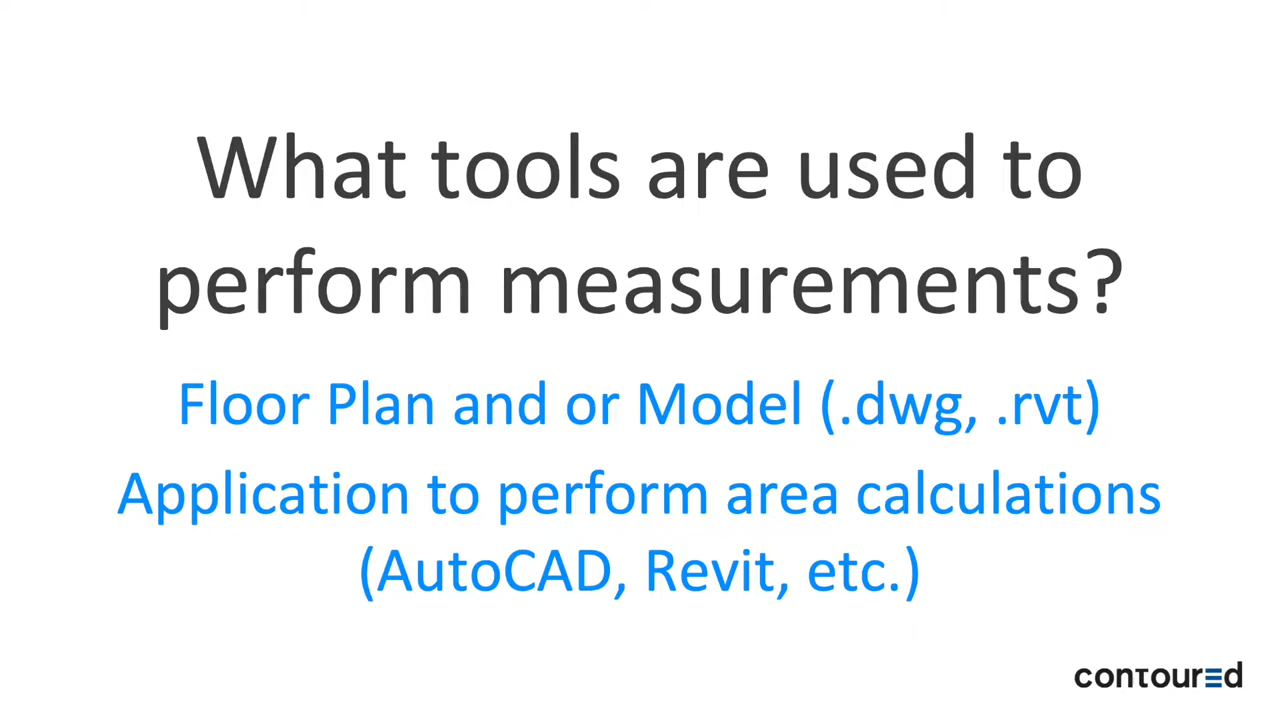 What tools are used to
perform measurements?
Floor Plan and or Model (.dwg, .rvt)
Application to perform area calculations
(AutoCAD, Revit, etc.)
contoured